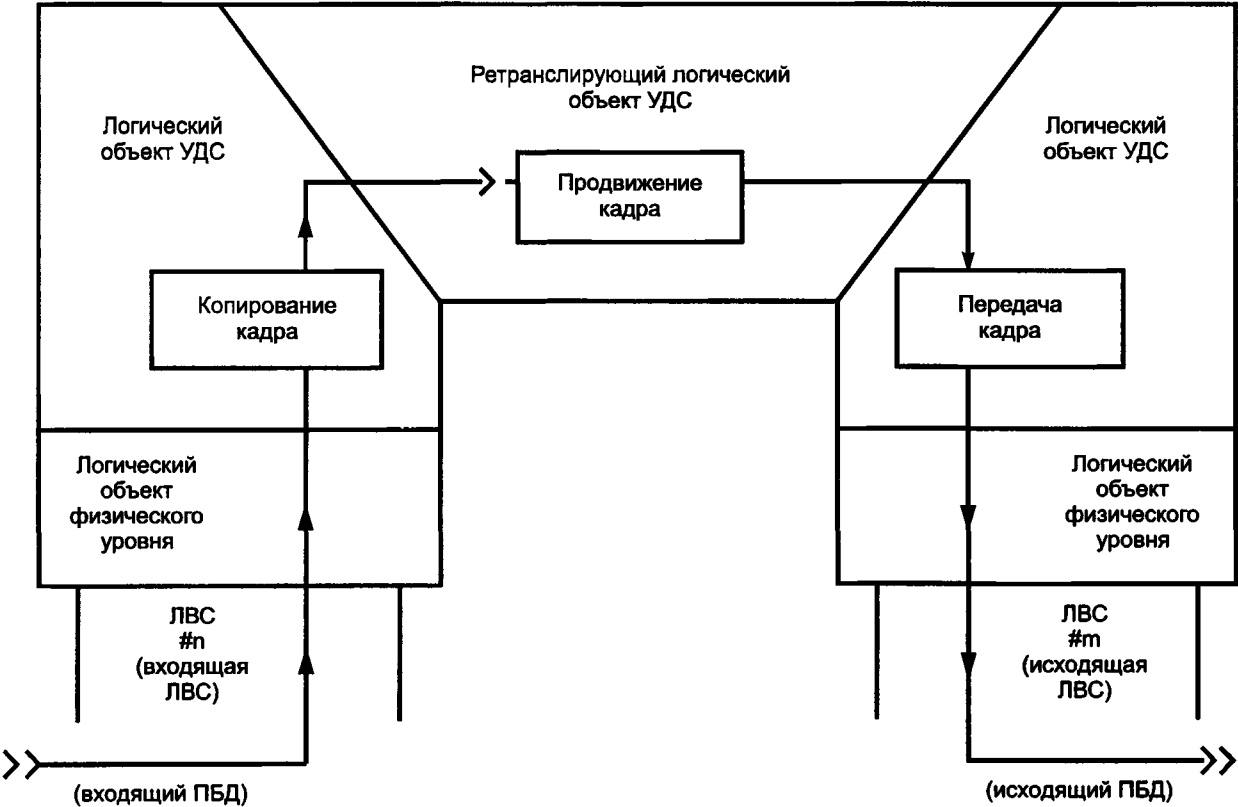 Ретранслирующий логический
объект УДС
Логический
объект УДС
Логический
объект УДС
Продвижение
кадра
Копирование
кадра
Передача
кадра
Логический
объект
физического
уровня
Логический
объект
физического
уровня
ЛВС
#n
(входящая
ЛВС)
ЛВС
#m
(исходящая
ЛВС)
(входящий ПБД)
(исходящий ПБД)